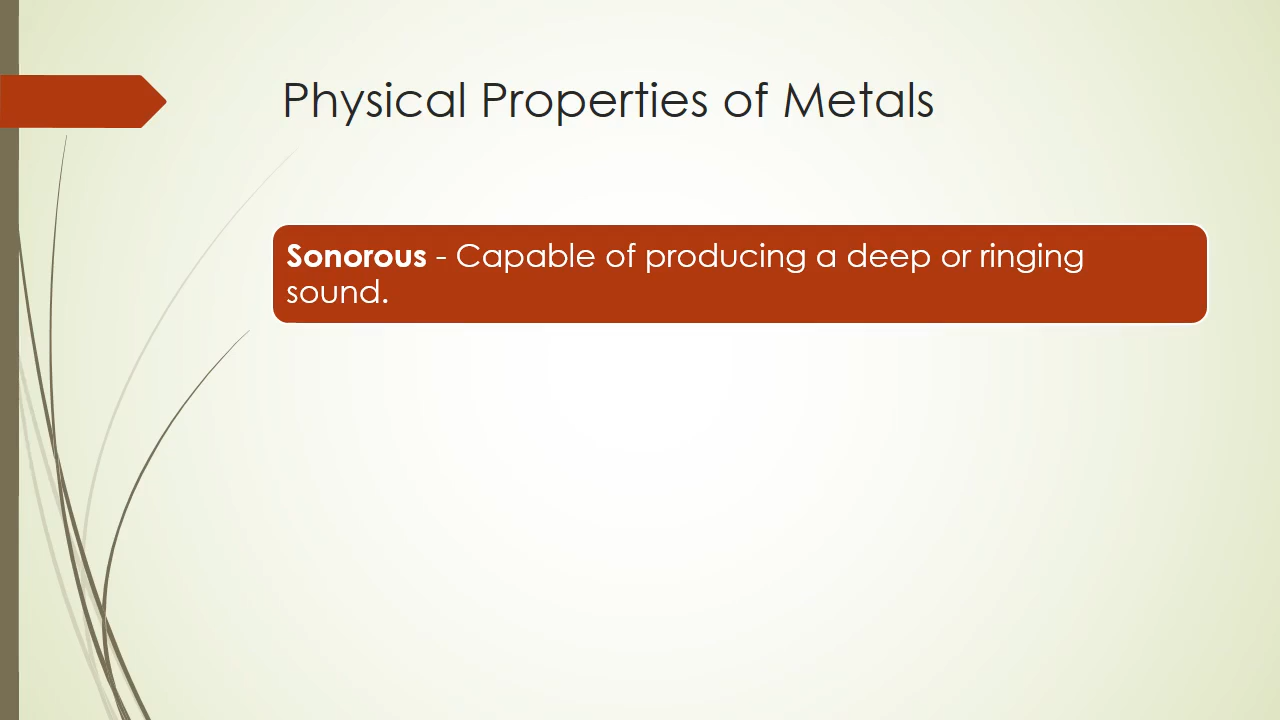 Physical Properties of Metals
Sonorous - Capable of producing a deep or ringing
sound.